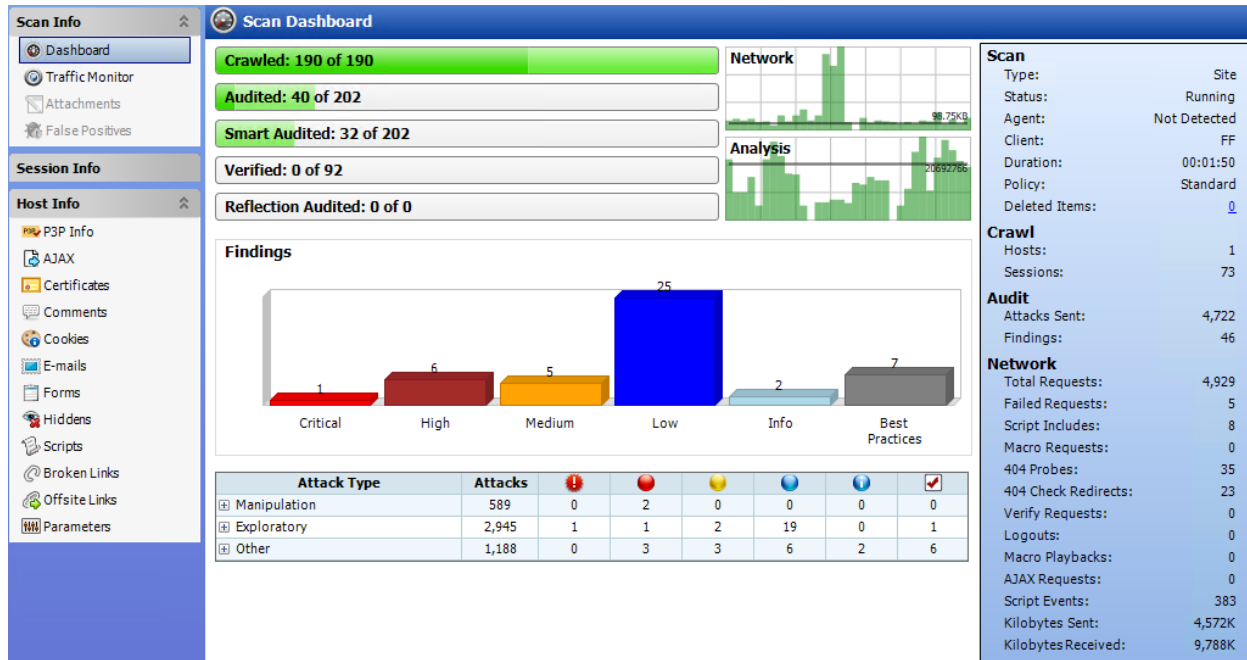 Scan Info
Dashboard
Traffic Monitor
Attachments
False Positives
Session Info
Host Info
P3P Info
AJAX
Certificates
Comments
Cookies
E-mails
Forms
Hiddens
Scripts
Broken Links
Offsite Links
Parameters
Scan Dashboard
Crawled: 190 of 190
Audited: 40 of 202
Smart Audited: 32 of 202
Verified: 0 of 92
Reflection Audited: 0 of 0
Network
98.75KB
Analysis
20692766
Findings
1 6 5 25 2 7
Critical High Medium Low Info Best Practices
Attack Type Attacks
Manipulation 589 0 2 0 0 0 0
Exploratory 2,945 1 1 2 19 0 1
Other 1,188 0 3 3 6 2 6
Scan
Type: Site
Status: Running
Agent: Not Detected
Client: FF
Duration: 00:01:50
Policy: Standard
Deleted Items: 0
Crawl
Hosts: 1
Sessions: 73
Audit
Attacks Sent: 4,722
Findings: 46
Network
Total Requests: 4,929
Failed Requests: 5
Script Includes: 8
Macro Requests: 0
404 Probes: 35
404 Check Redirects: 23
Verify Requests: 0
Logouts: 0
Macro Playbacks: 0
AJAX Requests: 0
Script Events: 383
Kilobytes Sent: 4,572K
Kilobytes Received: 9,788K